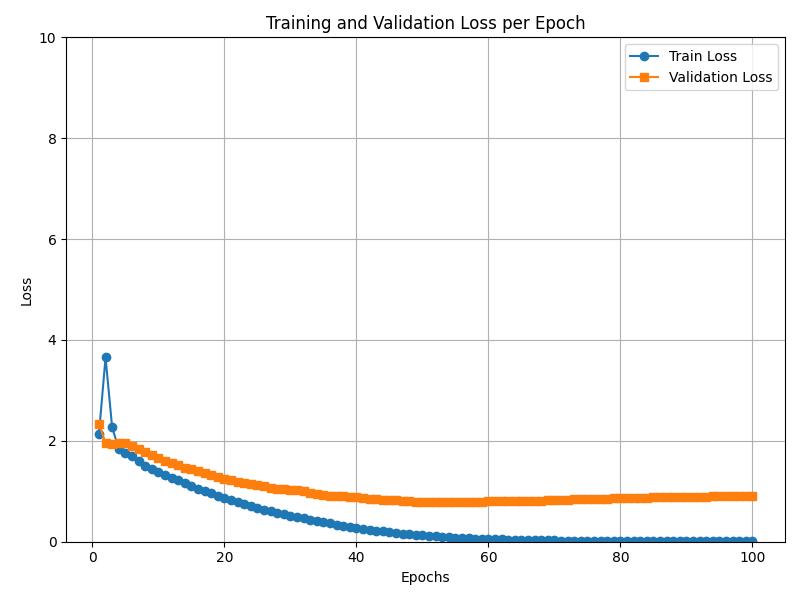 Training and Validation Loss per Epoch
Train Loss
Validation Loss
10
8
6
4
2
0
Loss
0 20 40 60 80 100
Epochs